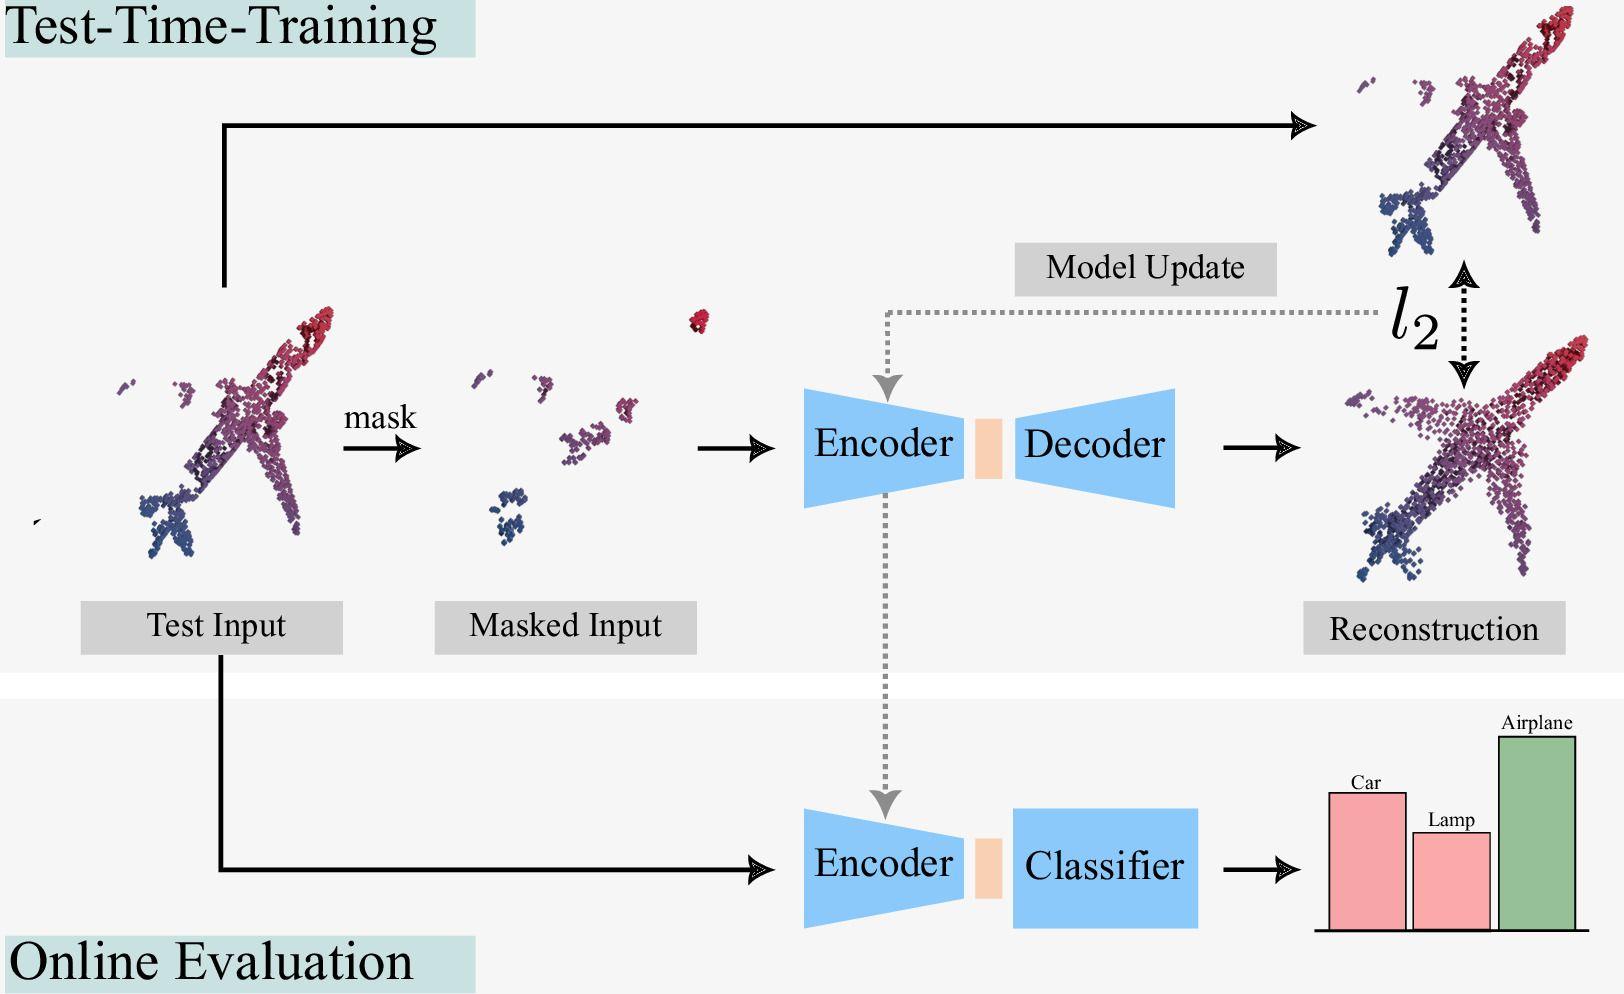 Test-Time-Training
Model Update
l₂
mask
Encoder
Decoder
Test Input
Masked Input
Reconstruction
Airplane
Car
Lamp
Encoder
Classifier
Online Evaluation